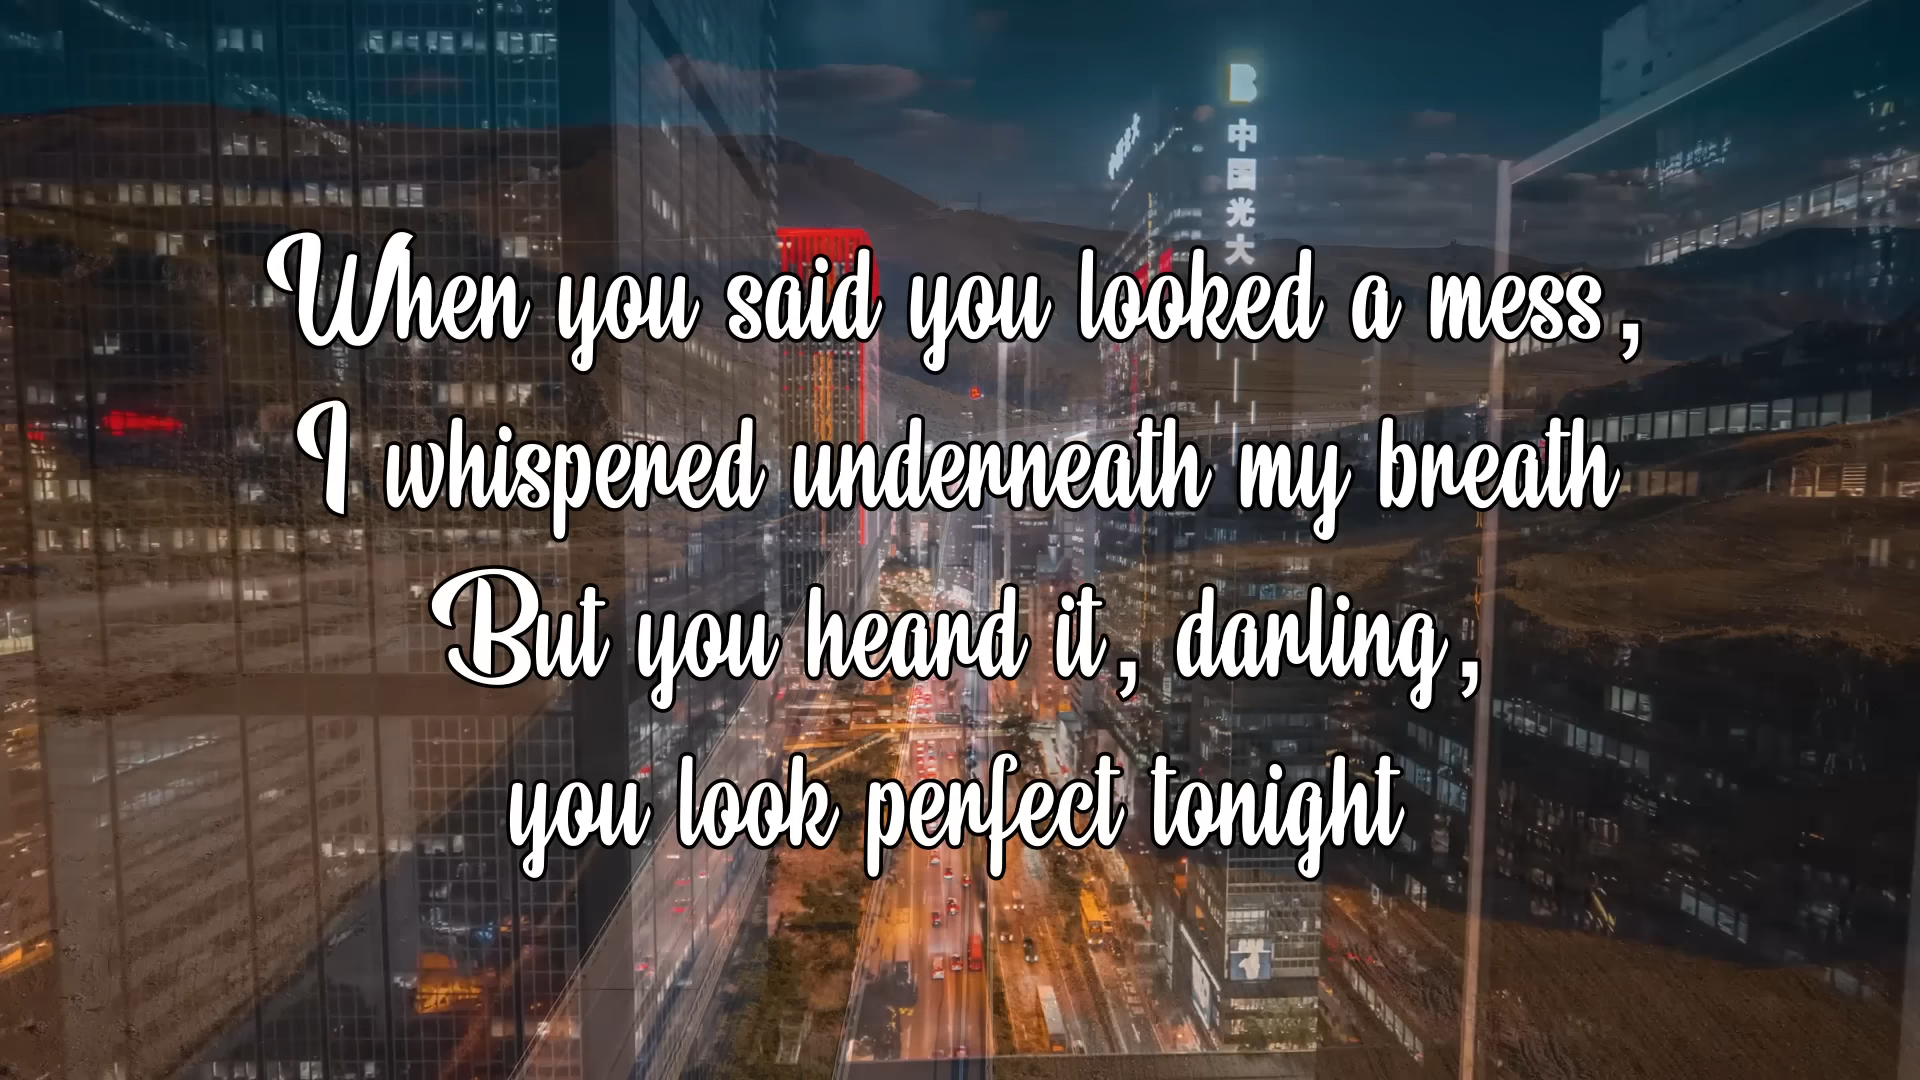 B
中国光大
When you said you looked a mess,
I whispered underneath my breath
But you heard it, darling,
you look perfect tonight